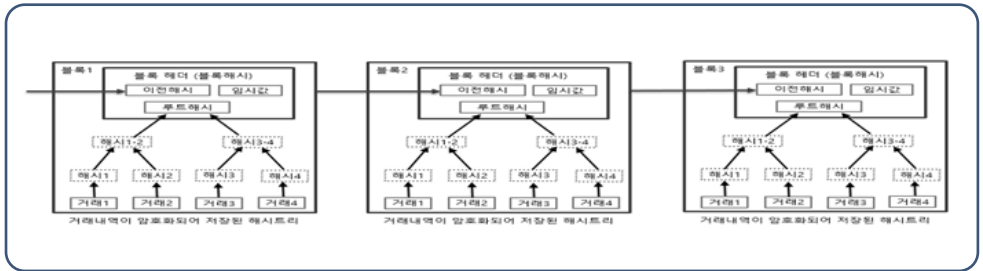 블록1
블록 헤더 (블록해시)
이전해시 임시값
루트해시
해시1-2 해시3-4
해시1 해시2 해시3 해시4
거래1 거래2 거래3 거래4
거래내역이 암호화되어 저장된 해시트리
블록2
블록 헤더 (블록해시)
이전해시 임시값
루트해시
해시1-2 해시3-4
해시1 해시2 해시3 해시4
거래1 거래2 거래3 거래4
거래내역이 암호화되어 저장된 해시트리
블록3
블록 헤더 (블록해시)
이전해시 임시값
루트해시
해시1-2 해시3-4
해시1 해시2 해시3 해시4
거래1 거래2 거래3 거래4
거래내역이 암호화되어 저장된 해시트리